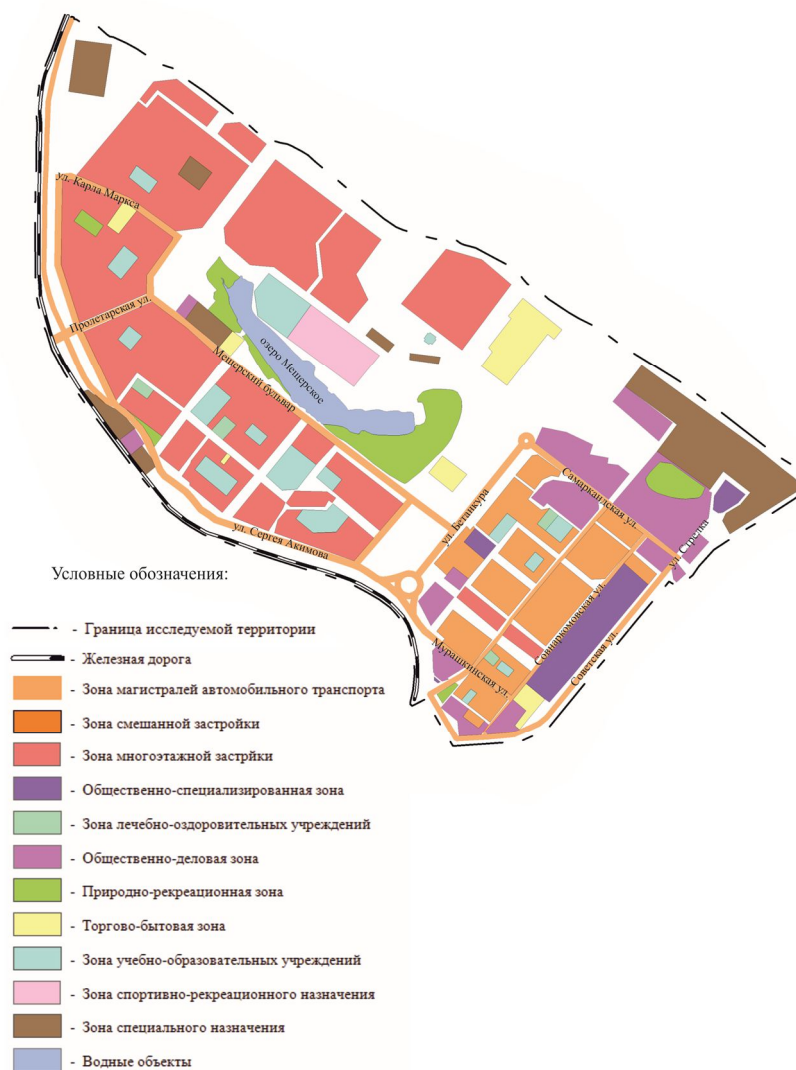 ул. Карла Маркса
Пролетарская ул.
озеро Мещерское
Мещерский бульвар
ул. Бетанкура
Самаркандская ул.
ул. Стрелка
ул. Сергея Акимова
Совнаркомовская ул.
Мурашкинская ул.
Советская ул.
Условные обозначения:
- Граница исследуемой территории
- Железная дорога
- Зона магистралей автомобильного транспорта
- Зона смешанной застройки
- Зона многоэтажной застрйки
- Общественно-специализированная зона
- Зона лечебно-оздоровительных учреждений
- Общественно-деловая зона
- Природно-рекреационная зона
- Торгово-бытовая зона
- Зона учебно-образовательных учреждений
- Зона спортивно-рекреационного назначения
- Зона специального назначения
- Водные объекты